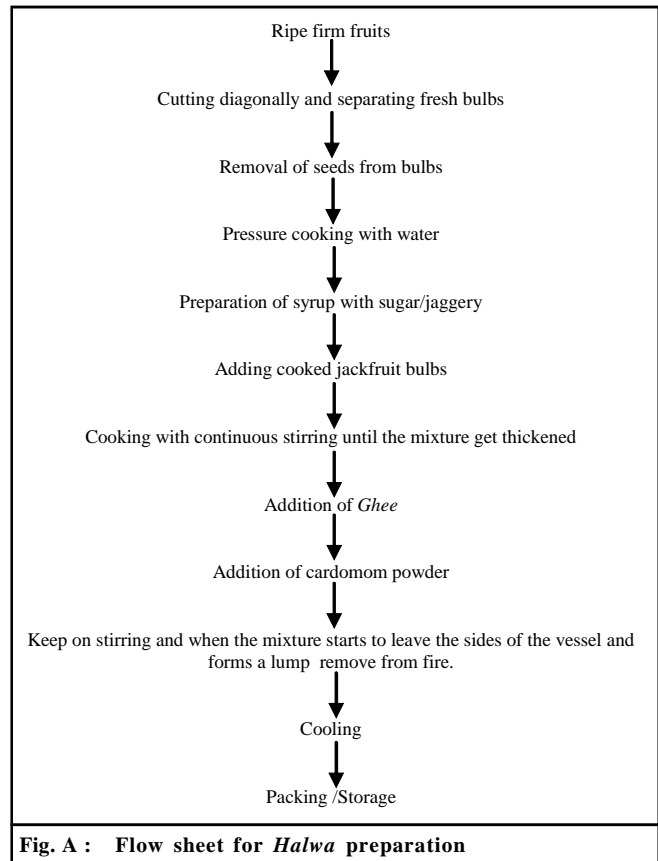 Ripe firm fruits
Cutting diagonally and separating fresh bulbs
Removal of seeds from bulbs
Pressure cooking with water
Preparation of syrup with sugar/jaggery
Adding cooked jackfruit bulbs
Cooking with continuous stirring until the mixture get thickened
Addition of Ghee
Addition of cardomom powder
Keep on stirring and when the mixture starts to leave the sides of the vessel and
forms a lump remove from fire.
Cooling
Packing /Storage
Fig. A : Flow sheet for Halwa preparation